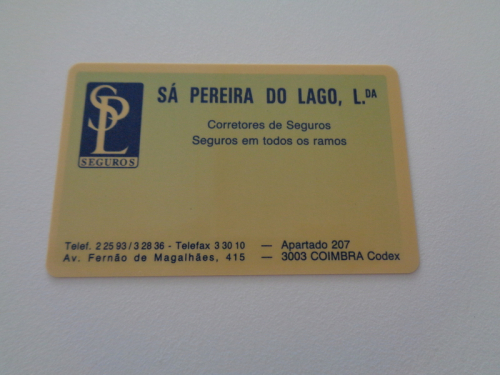 SPL
SEGUROS
SÁ PEREIRA DO LAGO, L.DA
Corretores de Seguros
Seguros em todos os ramos
Telef. 2 25 93 / 3 28 36 - Telefax 3 30 10 — Apartado 207
Av. Fernão de Magalhães, 415 — 3003 COIMBRA Codex